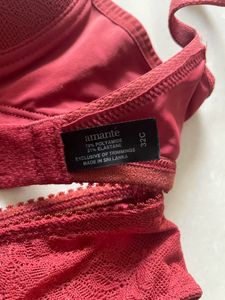 amanté
79% POLYAMIDE
21% ELASTANE
EXCLUSIVE OF TRIMMINGS
MADE IN SRI LANKA
32C